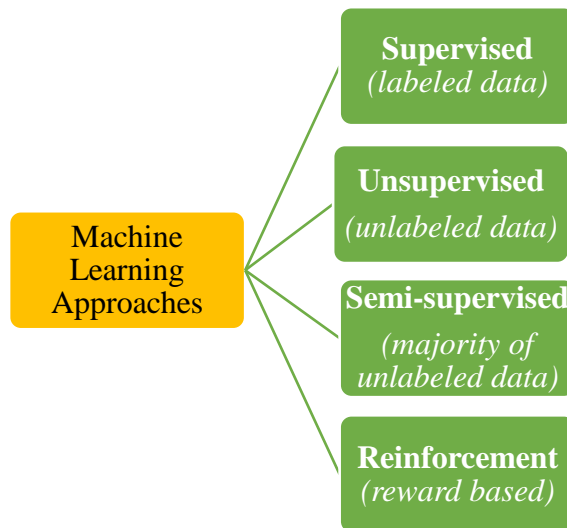 Supervised
(labeled data)
Unsupervised
(unlabeled data)
Machine
Learning
Approaches
Semi-supervised
(majority of
unlabeled data)
Reinforcement
(reward based)